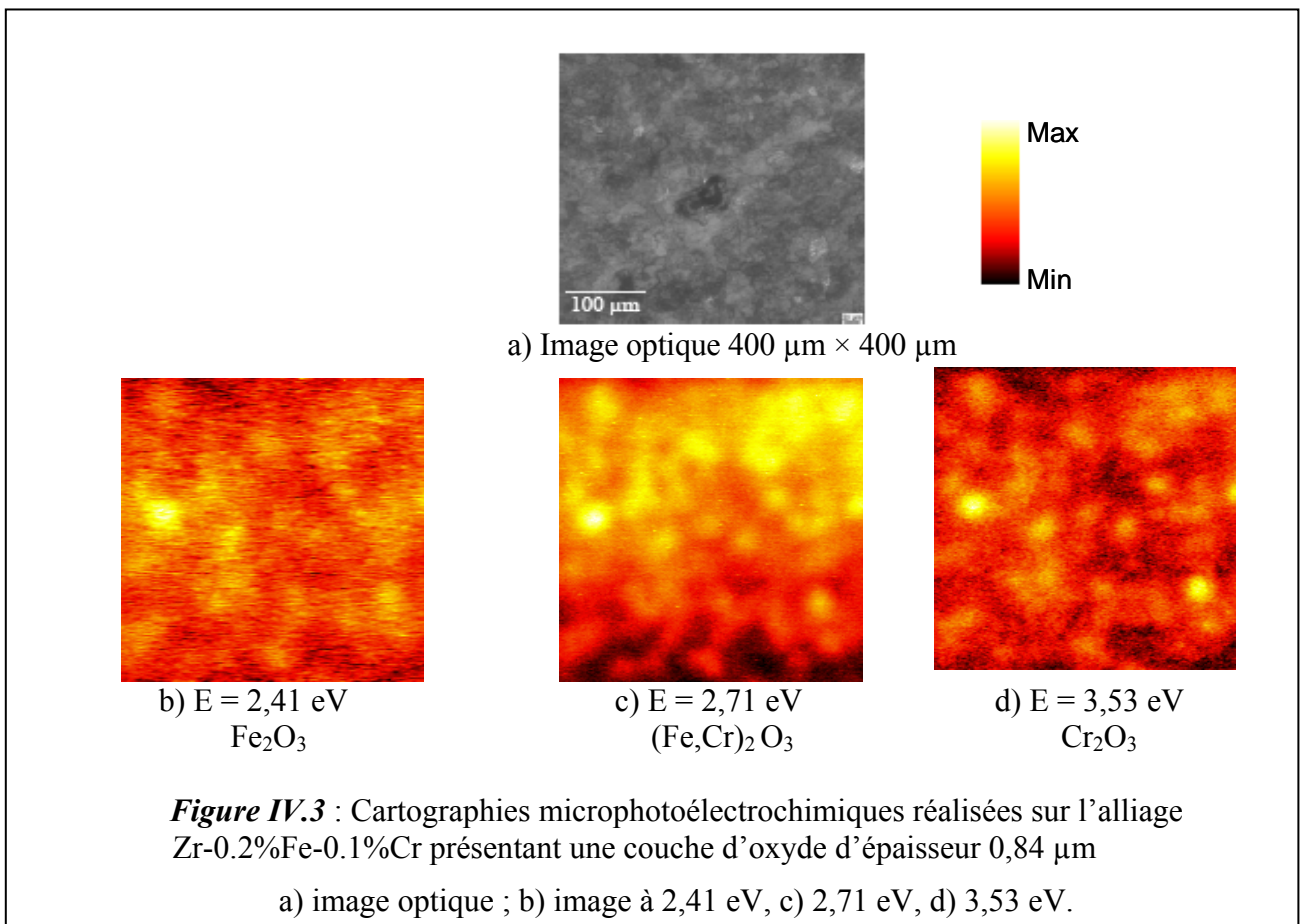 Max
Min
100 µm
a) Image optique 400 µm × 400 µm
b) E = 2,41 eV
Fe₂O₃
c) E = 2,71 eV
(Fe,Cr)₂ O₃
d) E = 3,53 eV
Cr₂O₃
Figure IV.3 : Cartographies microphotoélectrochimiques réalisées sur l’alliage
Zr-0.2%Fe-0.1%Cr présentant une couche d’oxyde d’épaisseur 0,84 µm
a) image optique ; b) image à 2,41 eV, c) 2,71 eV, d) 3,53 eV.